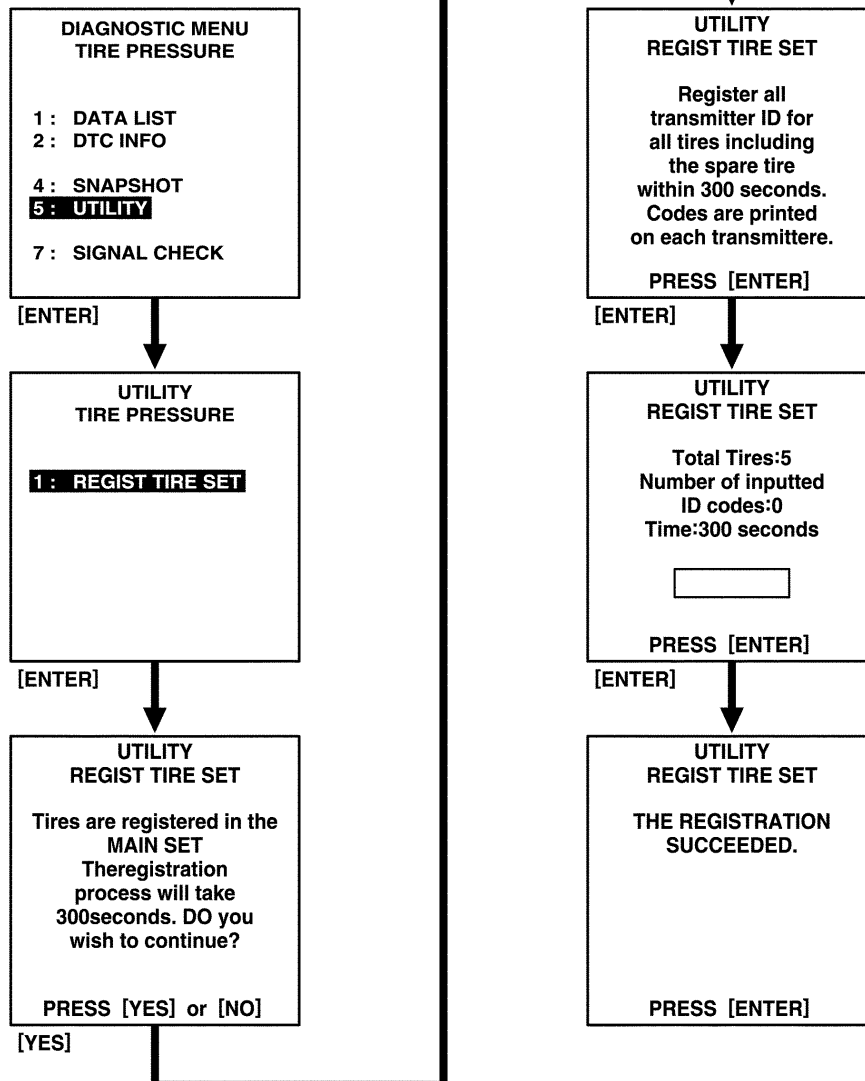 DIAGNOSTIC MENU
TIRE PRESSURE
1 : DATA LIST
2 : DTC INFO
4 : SNAPSHOT
5 : UTILITY
7 : SIGNAL CHECK
[ENTER]
UTILITY
TIRE PRESSURE
1 : REGIST TIRE SET
[ENTER]
UTILITY
REGIST TIRE SET
Tires are registered in the
MAIN SET
Theregistration
process will take
300seconds. DO you
wish to continue?
PRESS [YES] or [NO]
[YES]
UTILITY
REGIST TIRE SET
Register all
transmitter ID for
all tires including
the spare tire
within 300 seconds.
Codes are printed
on each transmittere.
PRESS [ENTER]
[ENTER]
UTILITY
REGIST TIRE SET
Total Tires:5
Number of inputted
ID codes:0
Time:300 seconds
PRESS [ENTER]
[ENTER]
UTILITY
REGIST TIRE SET
THE REGISTRATION
SUCCEEDED.
PRESS [ENTER]